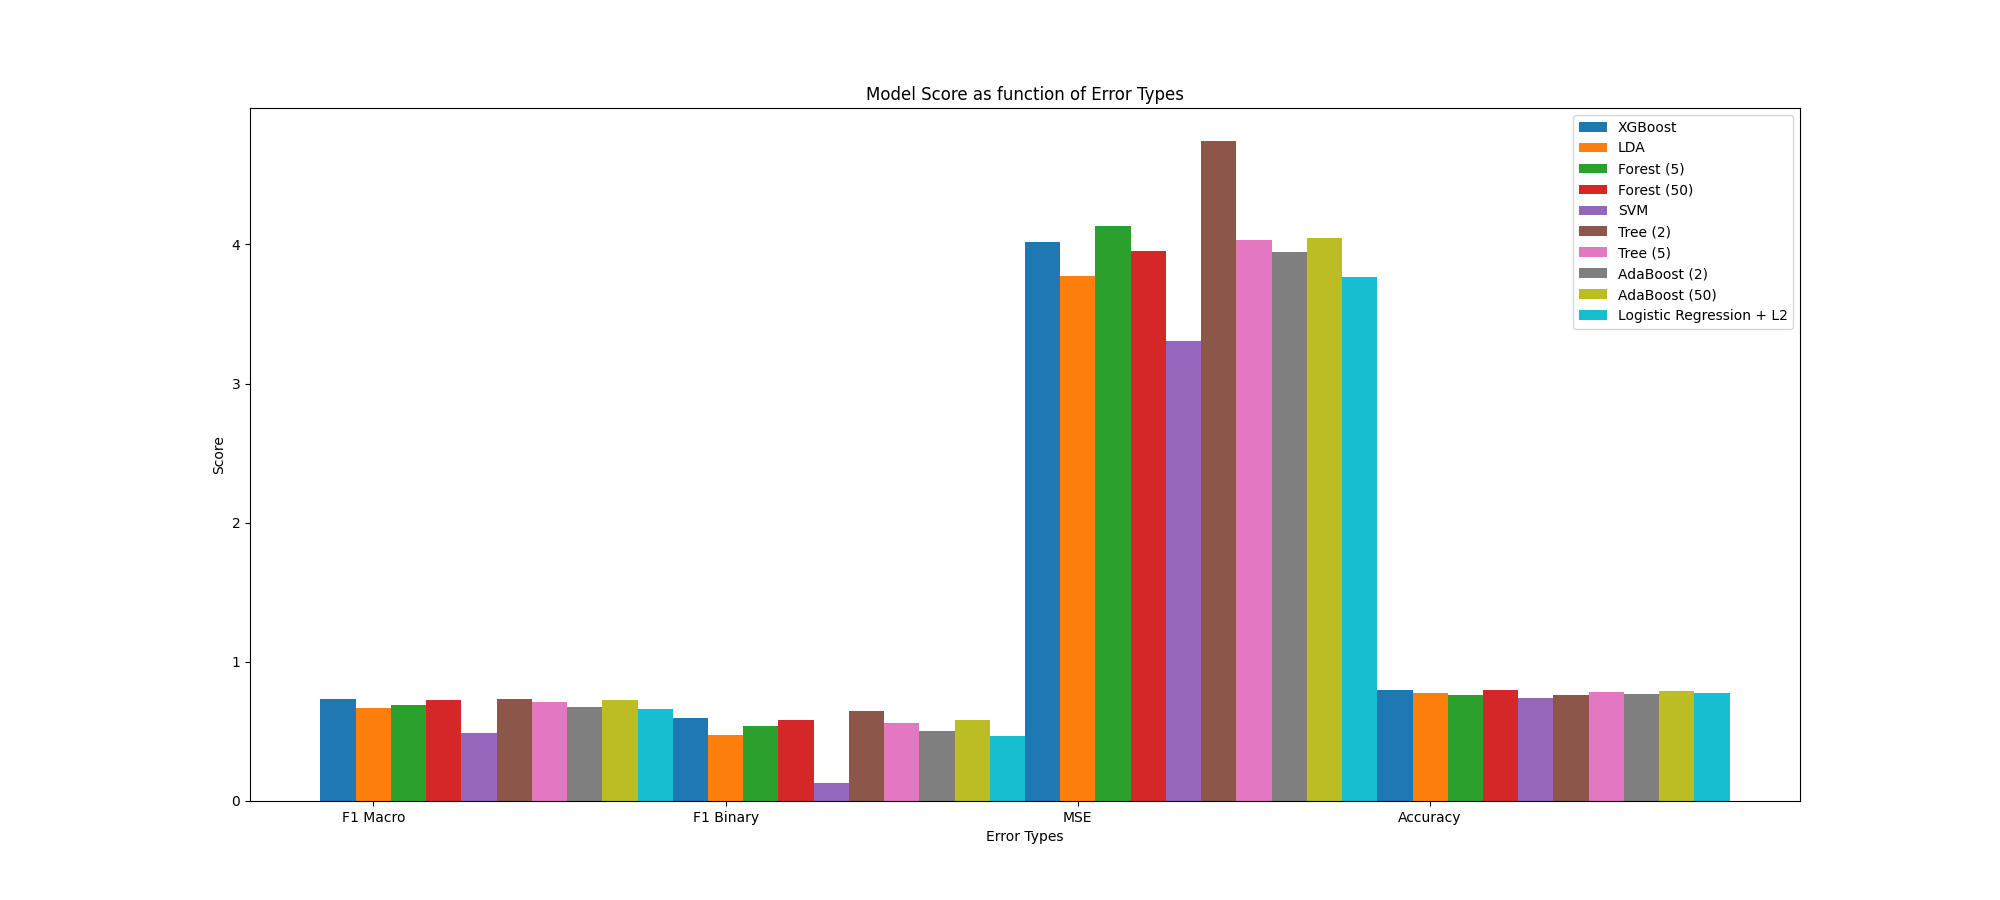 Model Score as function of Error Types
XGBoost
LDA
Forest (5)
Forest (50)
SVM
Tree (2)
Tree (5)
AdaBoost (2)
AdaBoost (50)
Logistic Regression + L2
Score
4
3
2
1
0
F1 Macro
F1 Binary
MSE
Accuracy
Error Types